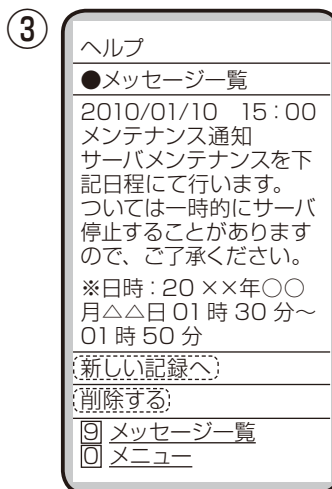 ③
ヘルプ
●メッセージ一覧
2010/01/10 15:00
メンテナンス通知
サーバメンテナンスを下
記日程にて行います。
ついては一時的にサーバ
停止することがあります
ので、ご了承ください。
※日時:20 ××年○○
月△△日 01 時 30 分～
01 時 50 分
新しい記録へ
削除する
9 メッセージ一覧
0 メニュー